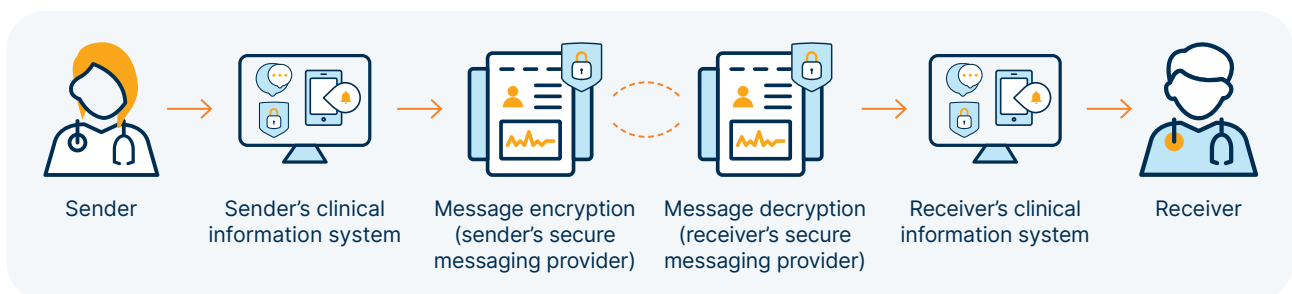 Sender
Sender’s clinical
information system
Message encryption
(sender’s secure
messaging provider)
Message decryption
(receiver’s secure
messaging provider)
Receiver’s clinical
information system
Receiver